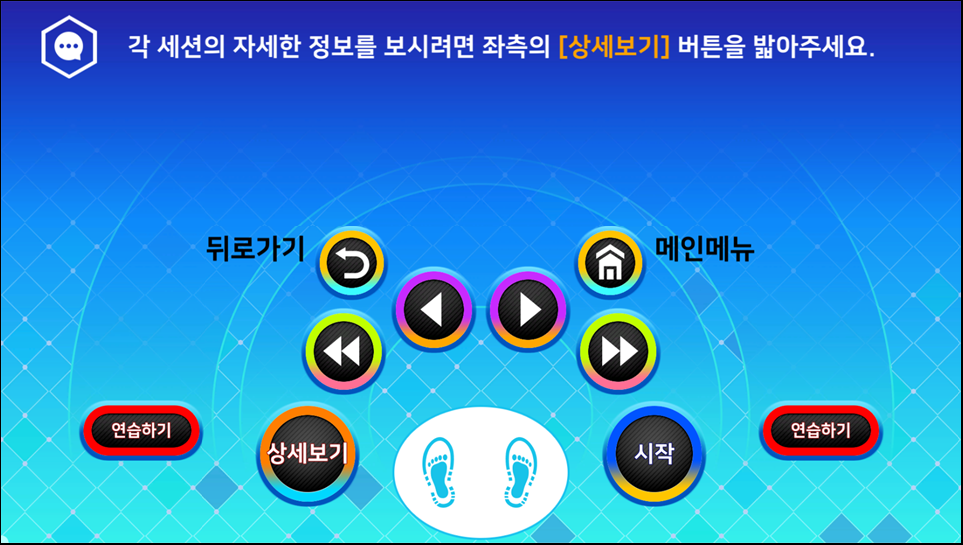 각 세션의 자세한 정보를 보시려면 좌측의 [상세보기] 버튼을 밟아주세요.
뒤로가기
메인메뉴
연습하기
상세보기
시작
연습하기